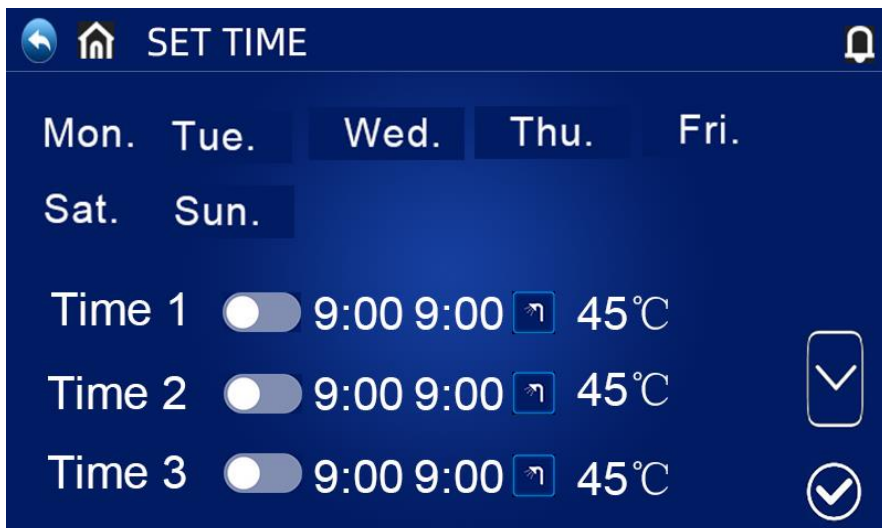 SET TIME
Mon. Tue. Wed. Thu. Fri.
Sat. Sun.
Time 1 9:00 9:00 45℃
Time 2 9:00 9:00 45℃
Time 3 9:00 9:00 45℃